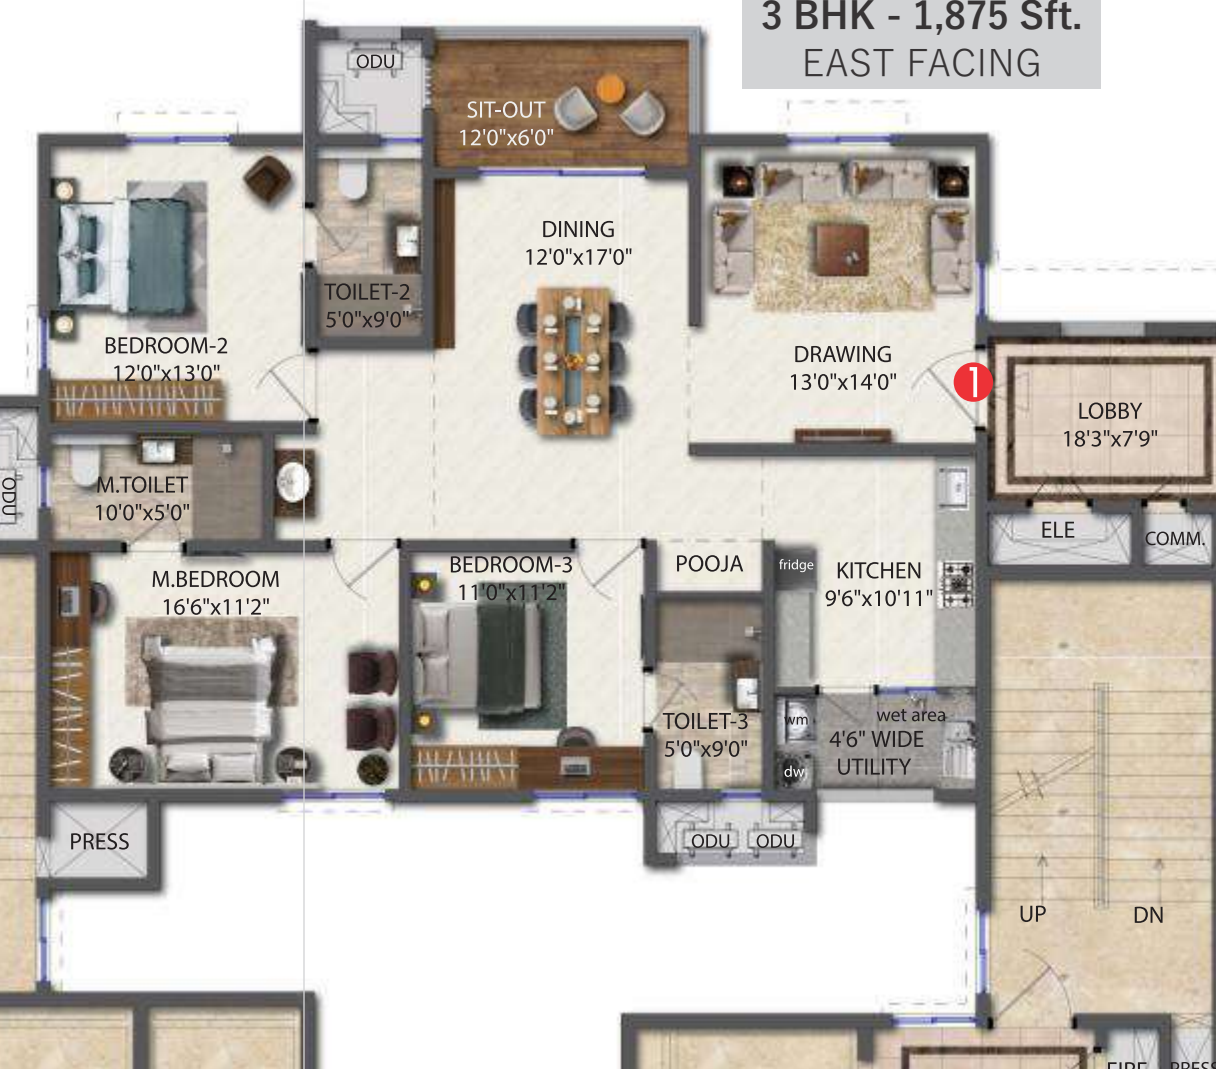 3 BHK - 1,875 Sft.
EAST FACING
ODU
SIT-OUT
12'0"x6'0"
DINING
12'0"x17'0"
TOILET-2
5'0"x9'0"
BEDROOM-2
12'0"x13'0"
DRAWING
13'0"x14'0"
1
LOBBY
18'3"x7'9"
ODU
M.TOILET
10'0"x5'0"
ELE
COMM.
M.BEDROOM
16'6"x11'2"
BEDROOM-3
11'0"x11'2"
POOJA
fridge
KITCHEN
9'6"x10'11"
TOILET-3
5'0"x9'0"
wm
wet area
4'6" WIDE
UTILITY
dw
PRESS
ODU
ODU
UP
DN
FIRE
PRESS